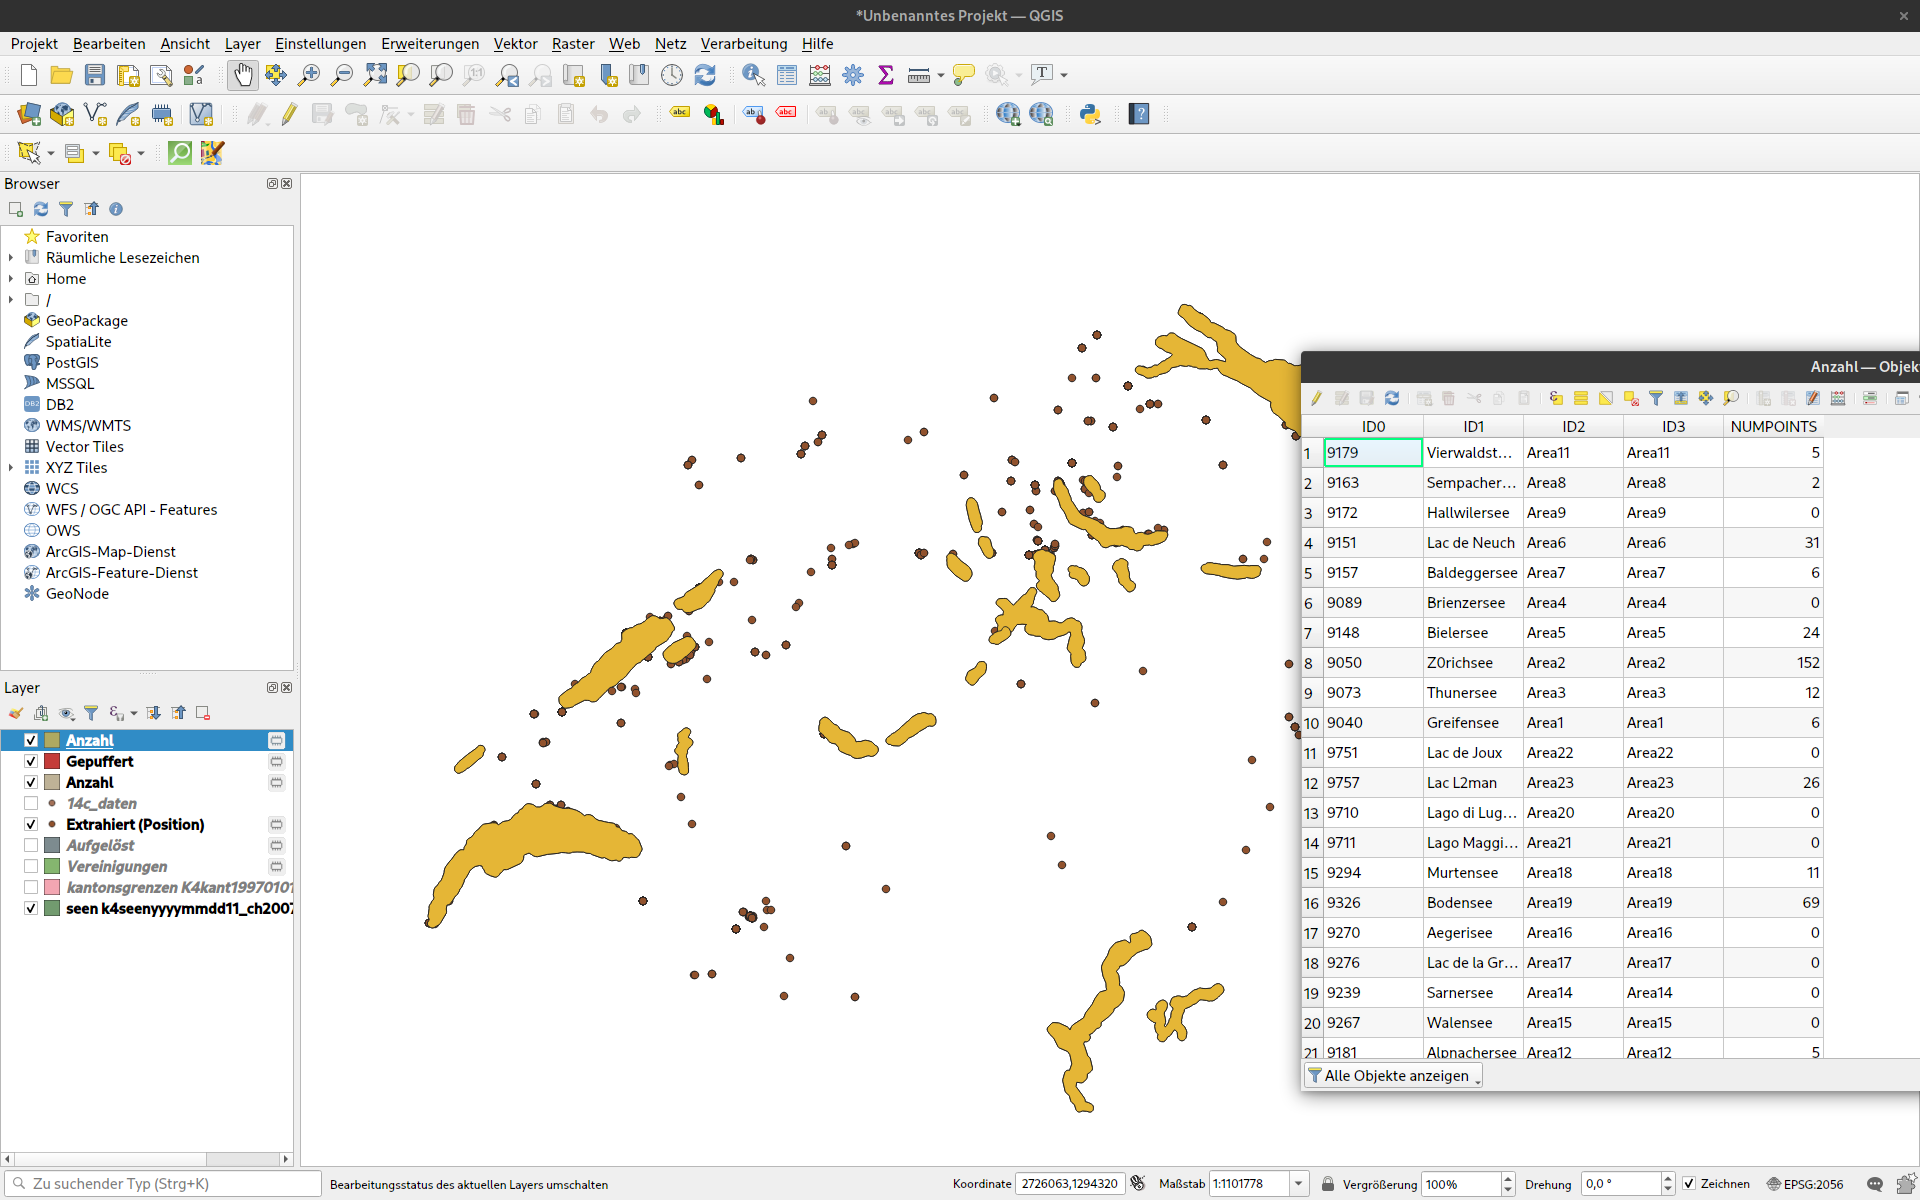 *Unbenanntes Projekt — QGIS
Projekt Bearbeiten Ansicht Layer Einstellungen Erweiterungen Vektor Raster Web Netz Verarbeitung Hilfe
Browser
Favoriten
Räumliche Lesezeichen
Home
/
GeoPackage
SpatiaLite
PostGIS
MSSQL
DB2
WMS/WMTS
Vector Tiles
XYZ Tiles
WCS
WFS / OGC API - Features
OWS
ArcGIS-Map-Dienst
ArcGIS-Feature-Dienst
GeoNode
Layer
Anzahl
Gepuffert
Anzahl
14c_daten
Extrahiert (Position)
Aufgelöst
Vereinigungen
kantonsgrenzen K4kant19970101
seen k4seenyyyymmdd11_ch2007
Anzahl — Objek
ID0 ID1 ID2 ID3 NUMPOINTS
1 9179 Vierwaldst… Area11 Area11 5
2 9163 Sempacher… Area8 Area8 2
3 9172 Hallwilersee Area9 Area9 0
4 9151 Lac de Neuch Area6 Area6 31
5 9157 Baldeggersee Area7 Area7 6
6 9089 Brienzersee Area4 Area4 0
7 9148 Bielersee Area5 Area5 24
8 9050 Z0richsee Area2 Area2 152
9 9073 Thunersee Area3 Area3 12
10 9040 Greifensee Area1 Area1 6
11 9751 Lac de Joux Area22 Area22 0
12 9757 Lac L2man Area23 Area23 26
13 9710 Lago di Lug… Area20 Area20 0
14 9711 Lago Maggi… Area21 Area21 0
15 9294 Murtensee Area18 Area18 11
16 9326 Bodensee Area19 Area19 69
17 9270 Aegerisee Area16 Area16 0
18 9276 Lac de la Gr… Area17 Area17 0
19 9239 Sarnersee Area14 Area14 0
20 9267 Walensee Area15 Area15 0
21 9181 Alpnachersee Area12 Area12 5
Alle Objekte anzeigen
Zu suchender Typ (Strg+K) Bearbeitungsstatus des aktuellen Layers umschalten Koordinate 2726063,1294320 Maßstab 1:1101778 Vergrößerung 100% Drehung 0,0 ° Zeichnen EPSG:2056